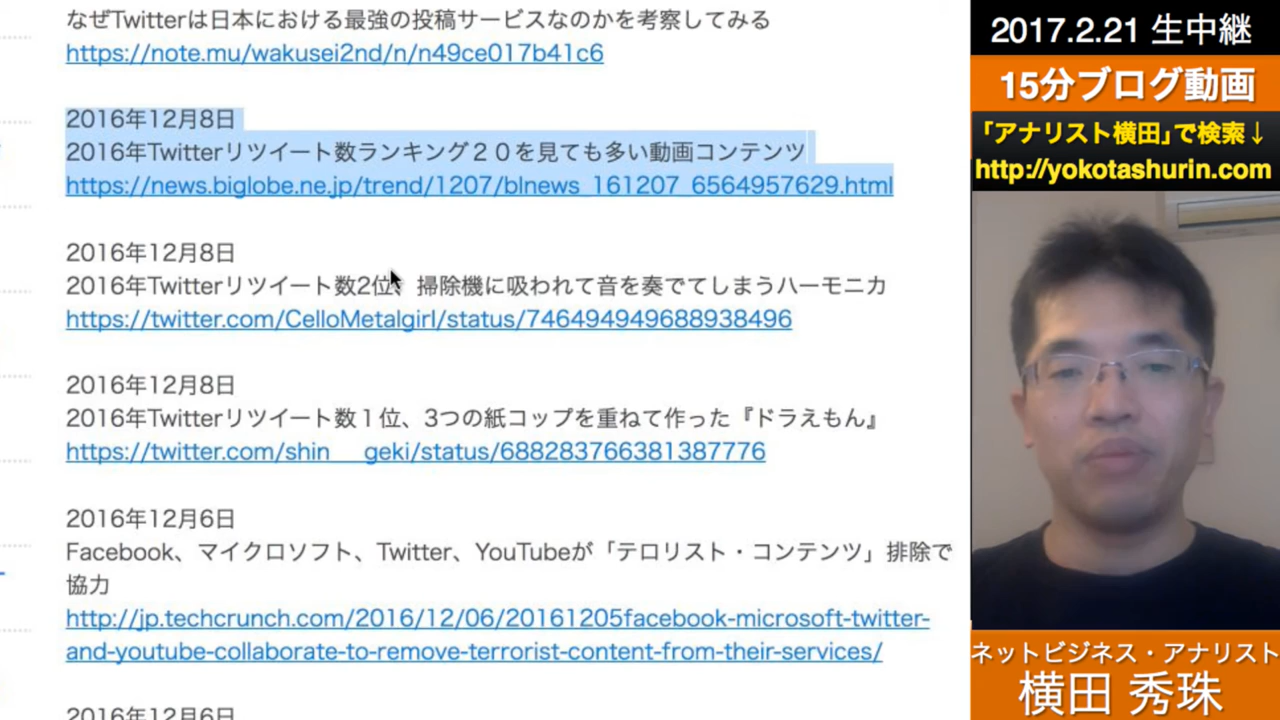 なぜTwitterは日本における最強の投稿サービスなのかを考察してみる
https://note.mu/wakusei2nd/n/n49ce017b41c6
2016年12月8日
2016年Twitterリツイート数ランキング２０を見ても多い動画コンテンツ
https://news.biglobe.ne.jp/trend/1207/blnews_161207_6564957629.html
2016年12月8日
2016年Twitterリツイート数2位、掃除機に吸われて音を奏でてしまうハーモニカ
https://twitter.com/CelloMetalgirl/status/746494949688938496
2016年12月8日
2016年Twitterリツイート数１位、3つの紙コップを重ねて作った『ドラえもん』
https://twitter.com/shin__geki/status/688283766381387776
2016年12月6日
Facebook、マイクロソフト、Twitter、YouTubeが「テロリスト・コンテンツ」排除で
協力
http://jp.techcrunch.com/2016/12/06/20161205facebook-microsoft-twitter-
and-youtube-collaborate-to-remove-terrorist-content-from-their-services/
2016年12月6日
2017.2.21 生中継
15分ブログ動画
「アナリスト横田」で検索↓
http://yokotashurin.com
ネットビジネス・アナリスト
横田 秀珠